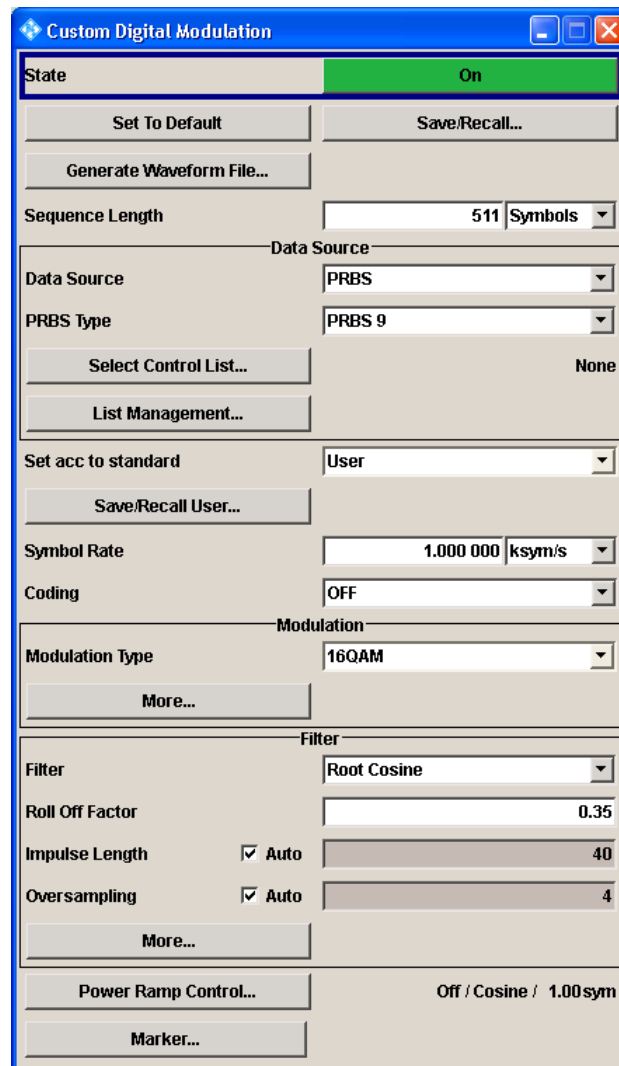 Custom Digital Modulation
State On
Set To Default Save/Recall...
Generate Waveform File...
Sequence Length 511 Symbols
Data Source
Data Source PRBS
PRBS Type PRBS 9
Select Control List... None
List Management...
Set acc to standard User
Save/Recall User...
Symbol Rate 1.000 000 ksym/s
Coding OFF
Modulation
Modulation Type 16QAM
More...
Filter
Filter Root Cosine
Roll Off Factor 0.35
Impulse Length Auto 40
Oversampling Auto 4
More...
Power Ramp Control... Off / Cosine / 1.00 sym
Marker...